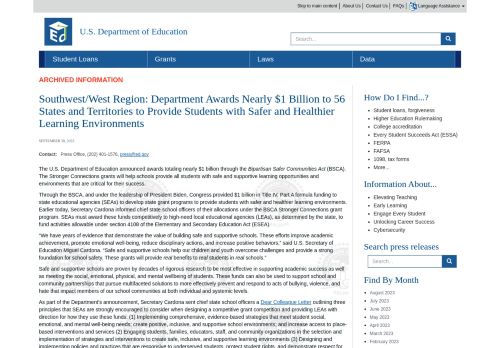 Skip to main content | About Us | Contact Us | FAQs | Language Assistance
U.S. Department of Education
Search...
Student Loans
Grants
Laws
Data
ARCHIVED INFORMATION
Southwest/West Region: Department Awards Nearly $1 Billion to 56
States and Territories to Provide Students with Safer and Healthier
Learning Environments
SEPTEMBER 30, 2022
Contact: Press Office, (202) 401-1576, press@ed.gov
The U.S. Department of Education announced awards totaling nearly $1 billion through the Bipartisan Safer Communities Act (BSCA).
The Stronger Connections grants will help schools provide all students with safe and supportive learning opportunities and
environments that are critical for their success.
Through the BSCA, and under the leadership of President Biden, Congress provided $1 billion in Title IV, Part A formula funding to
state educational agencies (SEAs) to develop state grant programs to provide students with safer and healthier learning environments.
Earlier today, Secretary Cardona informed chief state school officers of their allocations under the BSCA Stronger Connections grant
program. SEAs must award these funds competitively to high-need local educational agencies (LEAs), as determined by the state, to
fund activities allowable under section 4108 of the Elementary and Secondary Education Act (ESEA).
"We have years of evidence that demonstrate the value of building safe and supportive schools. These efforts improve academic
achievement, promote emotional well-being, reduce disciplinary actions, and increase positive behaviors," said U.S. Secretary of
Education Miguel Cardona. "Safe and supportive schools help our children and youth overcome challenges and provide a strong
foundation for school safety. These grants will provide real benefits to real students in real schools."
Safe and supportive schools are proven by decades of rigorous research to be most effective in supporting academic success as well
as meeting the social, emotional, physical, and mental wellbeing of students. These funds can also be used to support school and
community partnerships that pursue multifaceted solutions to more effectively prevent and respond to acts of bullying, violence, and
hate that impact members of our school communities at both individual and systemic levels.
As part of the Department's announcement, Secretary Cardona sent chief state school officers a Dear Colleague Letter outlining three
principles that SEAs are strongly encouraged to consider when designing a competitive grant competition and providing LEAs with
direction for how they use these funds: (1) Implementing comprehensive, evidence-based strategies that meet student social,
emotional, and mental well-being needs; create positive, inclusive, and supportive school environments; and increase access to place-
based interventions and services (2) Engaging students, families, educators, staff, and community organizations in the selection and
implementation of strategies and interventions to create safe, inclusive, and supportive learning environments (3) Designing and
implementing policies and practices that are responsive to underserved students, protect student rights, and demonstrate respect for
How Do I Find...?
Student loans, forgiveness
Higher Education Rulemaking
College accreditation
Every Student Succeeds Act (ESSA)
FERPA
FAFSA
1098, tax forms
More...
Information About...
Elevating Teaching
Early Learning
Engage Every Student
Unlocking Career Success
Cybersecurity
Search press releases
Search...
Find By Month
August 2023
July 2023
June 2023
May 2023
April 2023
March 2023
February 2023